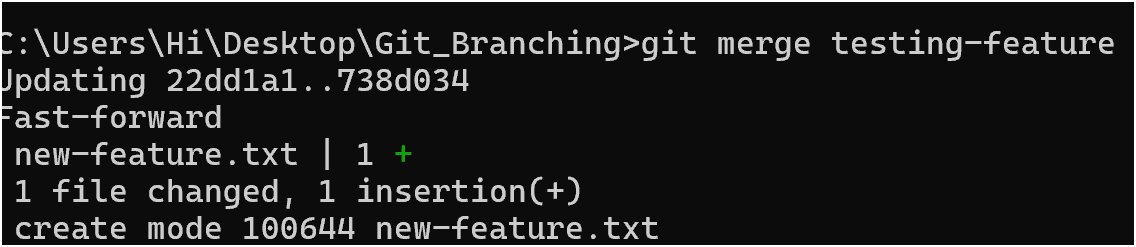 C:\Users\Hi\Desktop\Git_Branching>git merge testing-feature
Updating 22dd1a1..738d034
Fast-forward
new-feature.txt | 1 +
1 file changed, 1 insertion(+)
create mode 100644 new-feature.txt